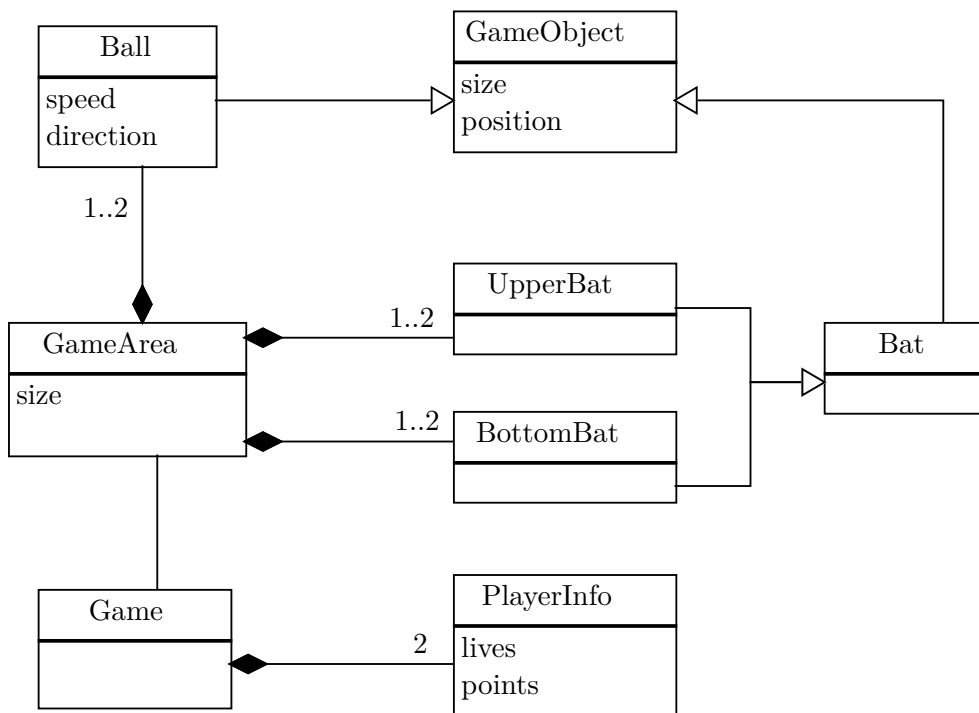 Ball
speed
direction
GameObject
size
position
1..2
GameArea
size
1..2
UpperBat
Bat
1..2
BottomBat
Game
2
PlayerInfo
lives
points